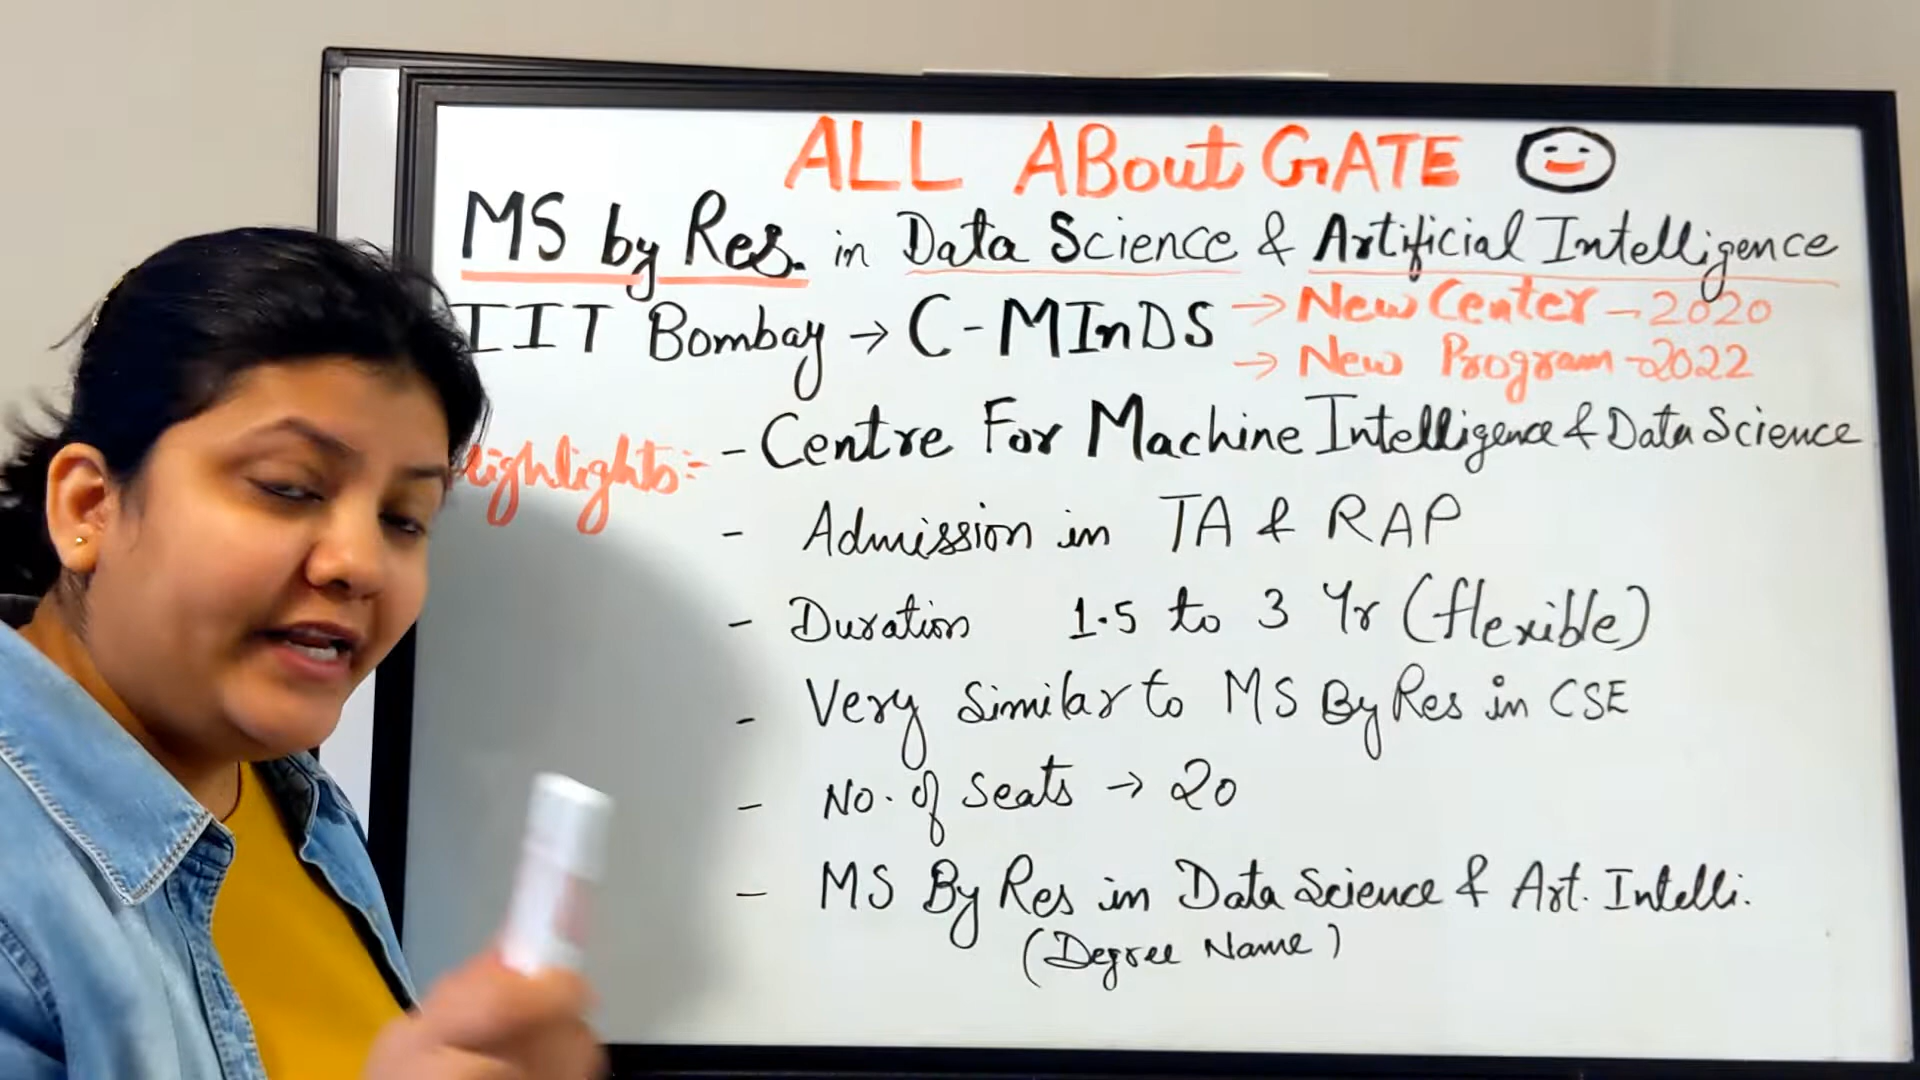 ALL ABout GATE
MS by Res. in Data Science & Artificial Intelligence
IIT Bombay → C-MInDS → New Center - 2020
→ New Program - 2022
Highlights:- - Centre For Machine Intelligence & Data Science
- Admission in TA & RAP
- Duration 1.5 to 3 Yr (flexible)
- Very Similar to MS By Res in CSE
- No. of Seats → 20
- MS By Res in Data Science & Art. Intelli.
(Degree Name)